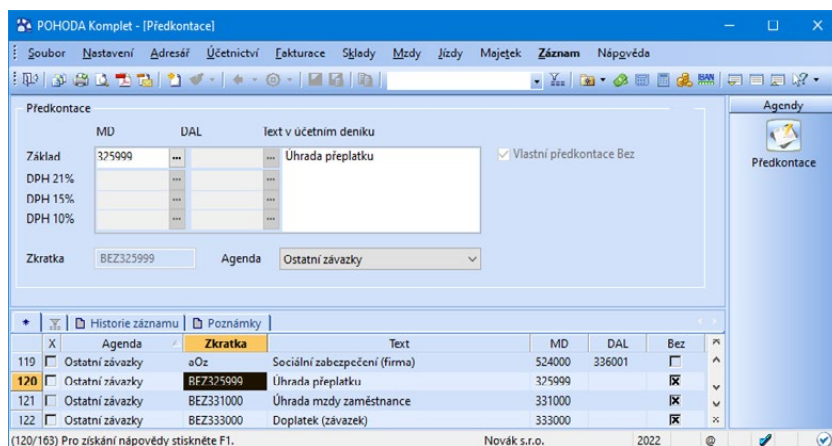 POHODA Komplet - [Předkontace]
Soubor Nastavení Adresář Účetnictví Fakturace Sklady Mzdy Jízdy Majetek Záznam Nápověda
IBAN
Předkontace
MD DAL Text v účetním deníku
Základ 325999 ... ... Úhrada přeplatku
Vlastní předkontace Bez
DPH 21% ... ...
DPH 15% ... ...
DPH 10% ... ...
Zkratka BEZ325999 Agenda Ostatní závazky
Agendy
Předkontace
* Historie záznamu Poznámky
X Agenda Zkratka Text MD DAL Bez
119 Ostatní závazky aOz Sociální zabezpečení (firma) 524000 336001
120 Ostatní závazky BEZ325999 Úhrada přeplatku 325999
121 Ostatní závazky BEZ331000 Úhrada mzdy zaměstnance 331000
122 Ostatní závazky BEZ333000 Doplatek (závazek) 333000
(120/163) Pro získání nápovědy stiskněte F1. Novák s.r.o. 2022 @